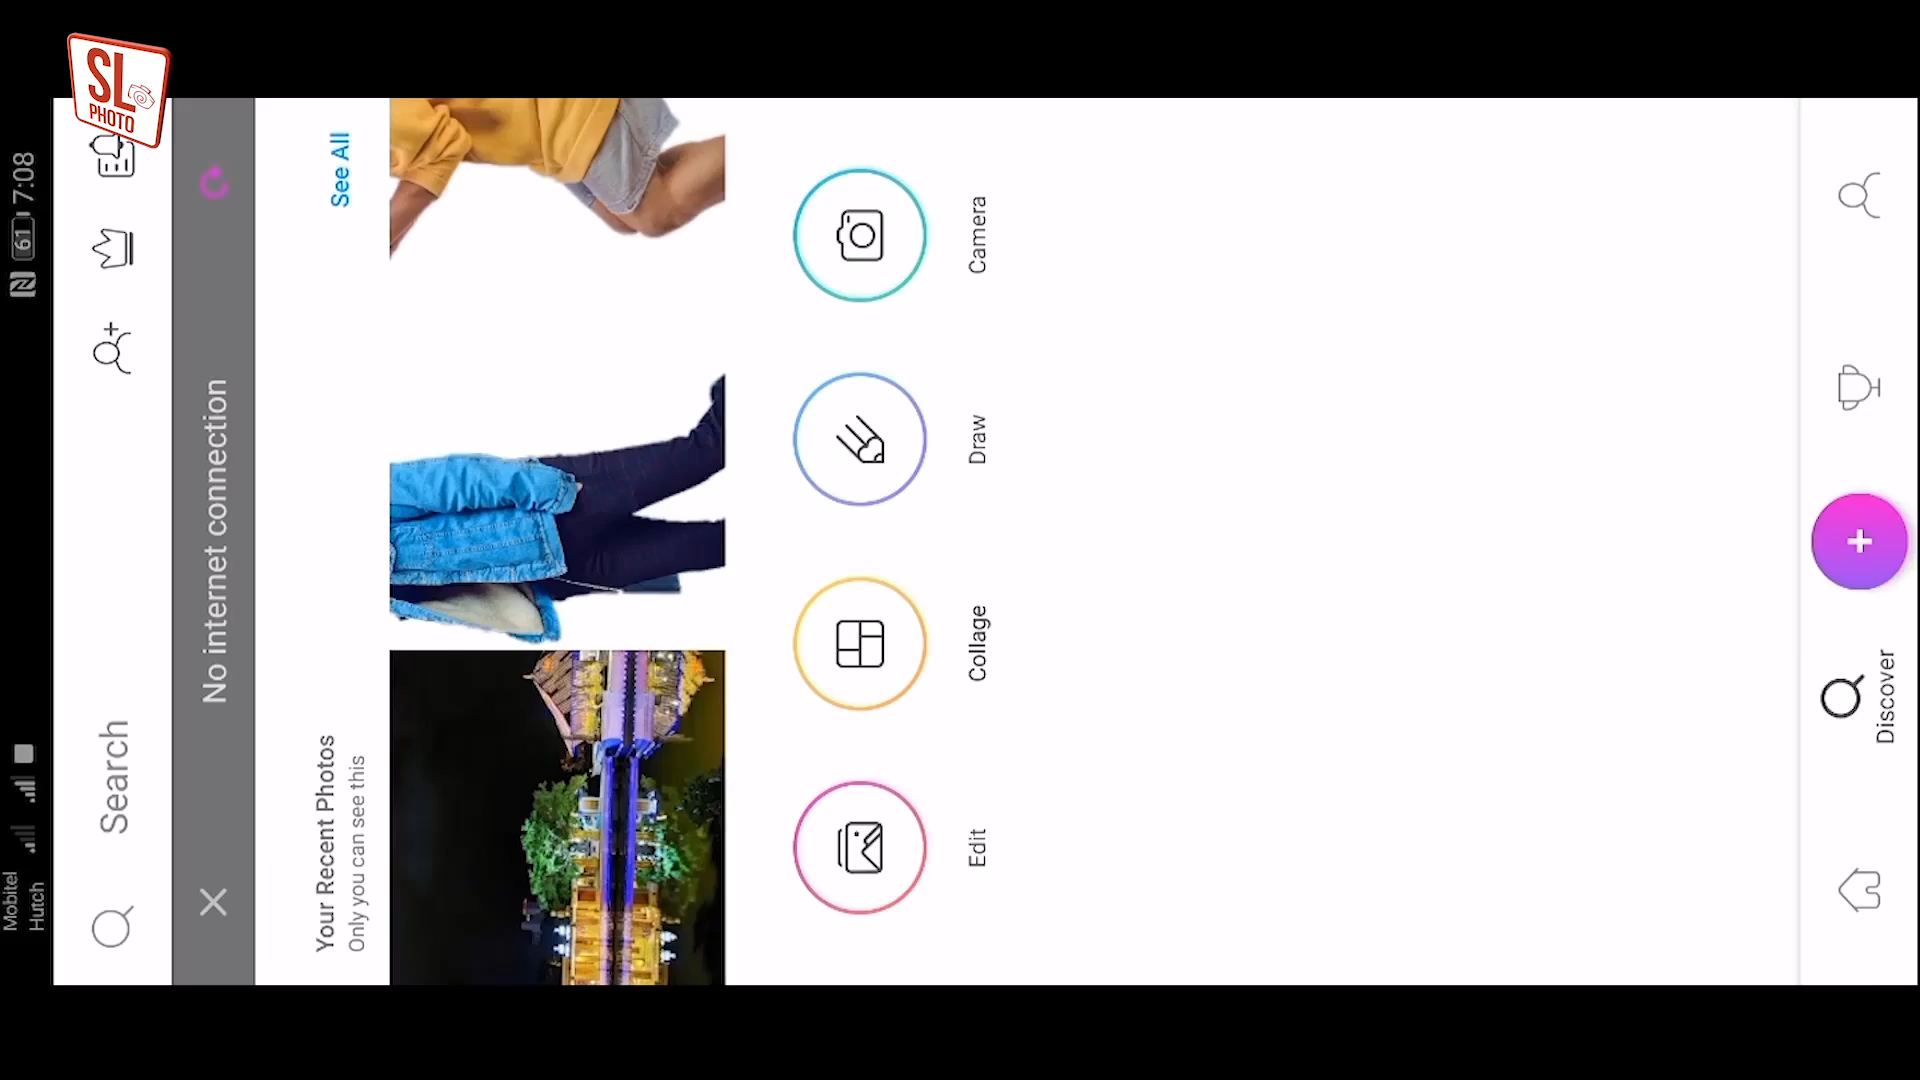 SL
PHOTO
Mobitel
Hutch
61
7:08
Search
No internet connection
Your Recent Photos
Only you can see this
See All
Edit
Collage
Draw
Camera
Discover